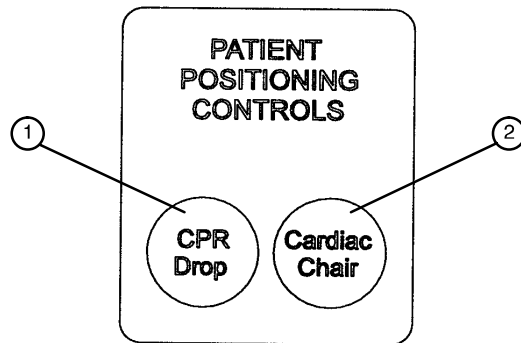 PATIENT
POSITIONING
CONTROLS
1
2
CPR
Drop
Cardiac
Chair